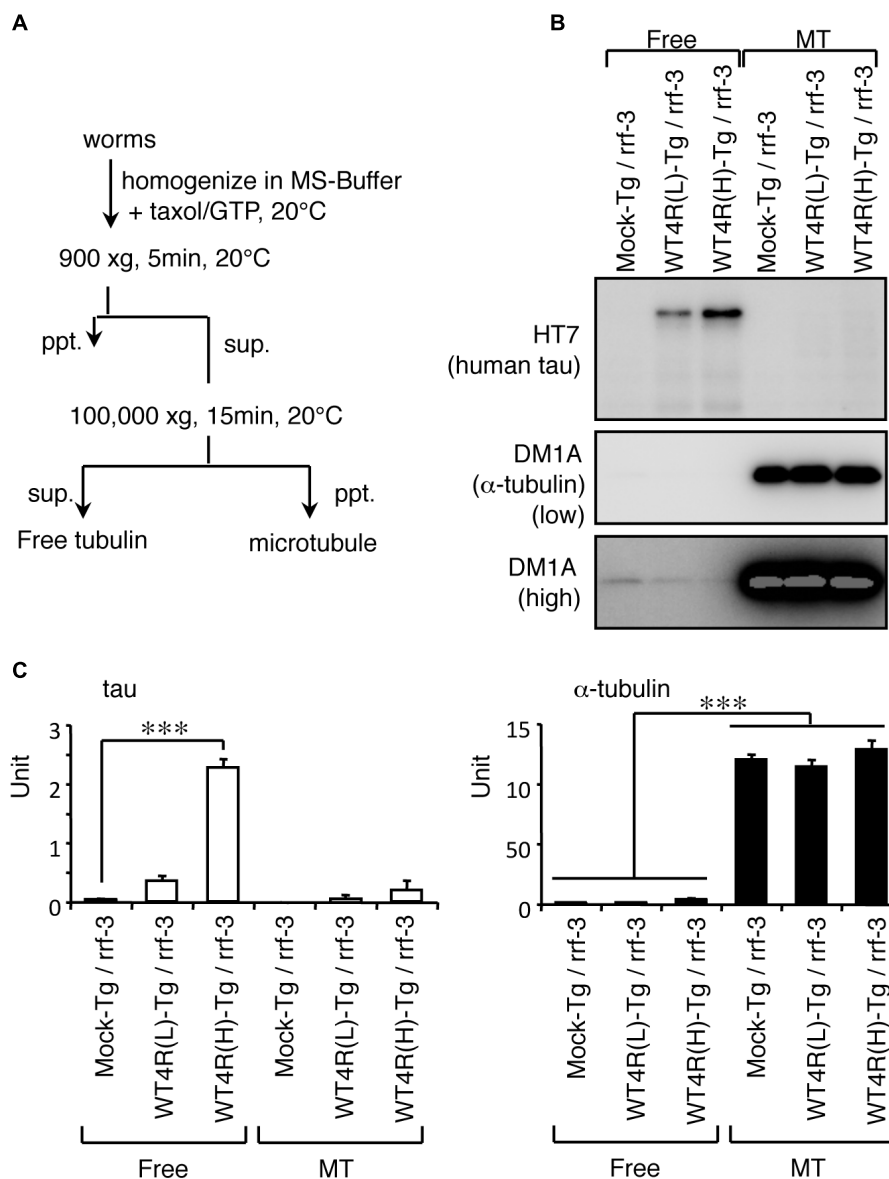 A
worms
homogenize in MS-Buffer
+ taxol/GTP, 20°C
900 xg, 5min, 20°C
ppt.
sup.
100,000 xg, 15min, 20°C
sup.
ppt.
Free tubulin
microtubule
B
Free
MT
Mock-Tg / rrf-3
WT4R(L)-Tg / rrf-3
WT4R(H)-Tg / rrf-3
Mock-Tg / rrf-3
WT4R(L)-Tg / rrf-3
WT4R(H)-Tg / rrf-3
HT7
(human tau)
DM1A
(α-tubulin)
(low)
DM1A
(high)
C
tau
***
Unit
3
2
1
0
Mock-Tg / rrf-3
WT4R(L)-Tg / rrf-3
WT4R(H)-Tg / rrf-3
Mock-Tg / rrf-3
WT4R(L)-Tg / rrf-3
WT4R(H)-Tg / rrf-3
Free
MT
α-tubulin
***
Unit
15
10
50
0
Mock-Tg / rrf-3
WT4R(L)-Tg / rrf-3
WT4R(H)-Tg / rrf-3
Mock-Tg / rrf-3
WT4R(L)-Tg / rrf-3
WT4R(H)-Tg / rrf-3
Free
MT